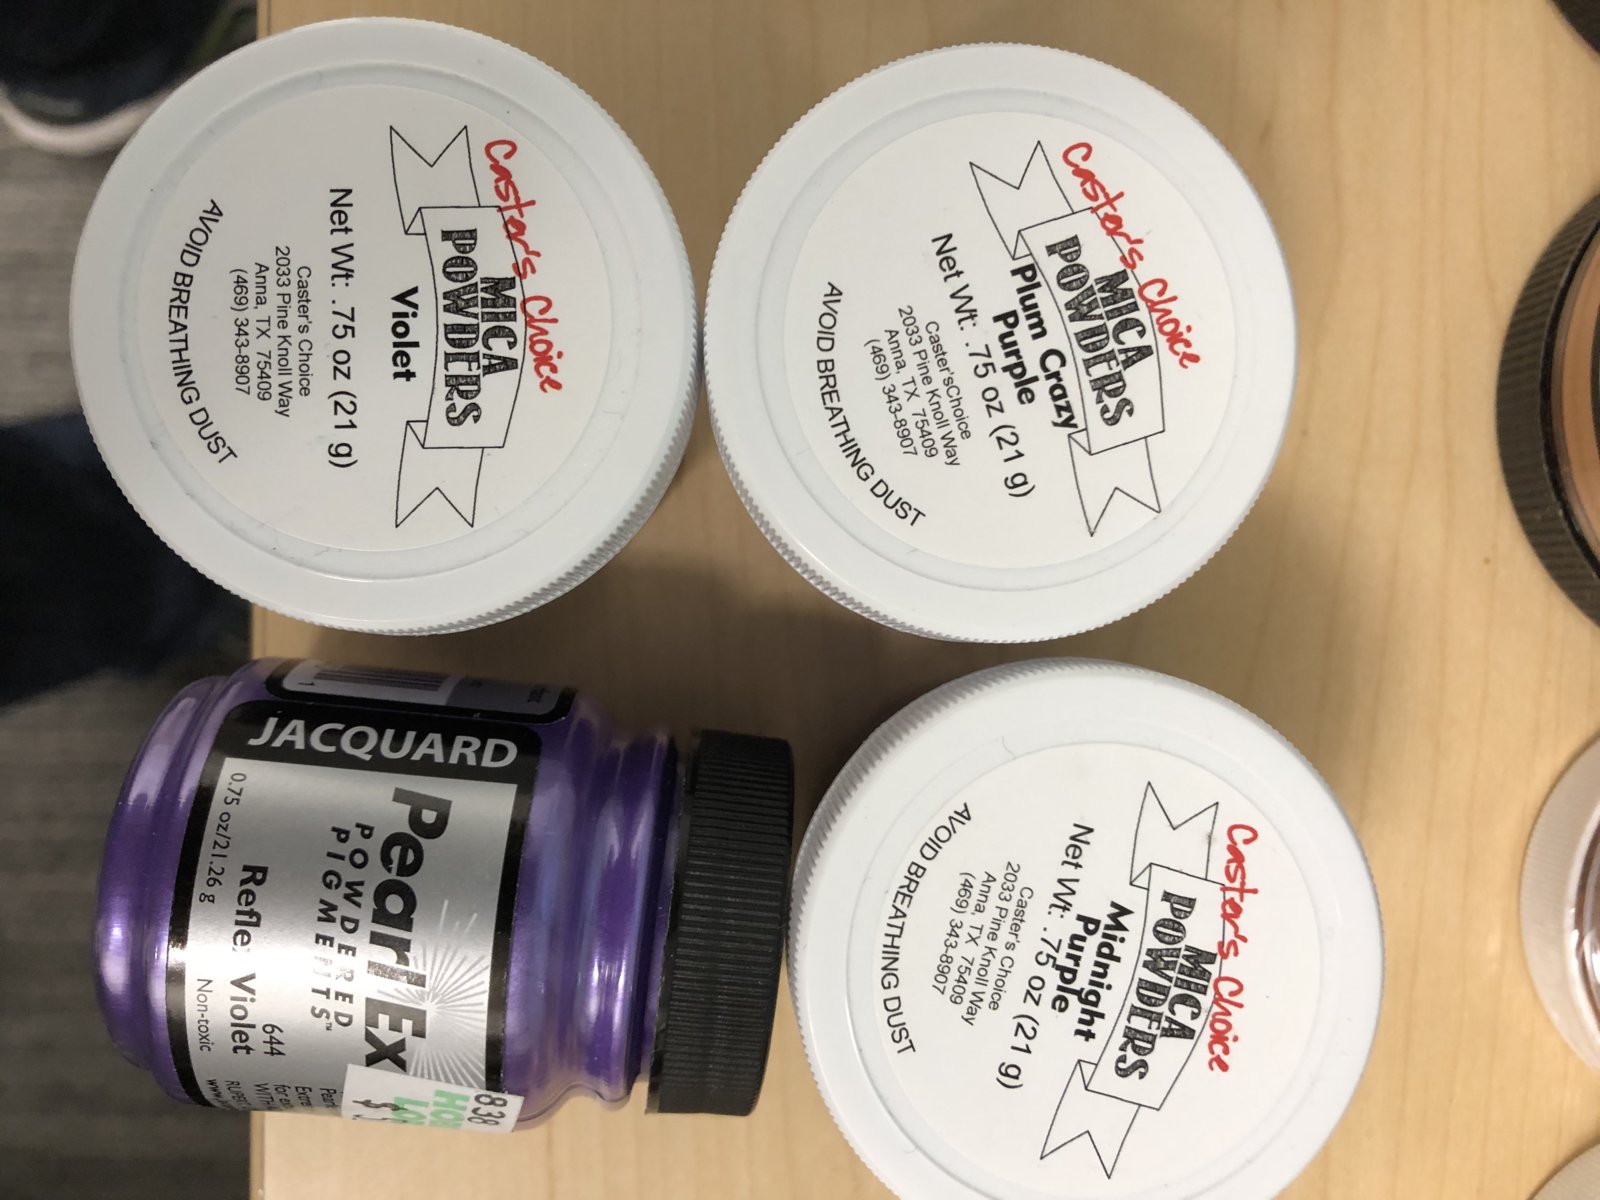 Caster's Choice
MICA
POWDERS
Violet
Net Wt: .75 oz (21 g)
Caster's Choice
2033 Pine Knoll Way
Anna, TX 75409
(469) 343-8907
AVOID BREATHING DUST
Caster's Choice
MICA
POWDERS
Plum Crazy
Purple
Net Wt: .75 oz (21 g)
Caster'sChoice
2033 Pine Knoll Way
Anna, TX 75409
(469) 343-8907
AVOID BREATHING DUST
JACQUARD
Pearl Ex
POWDERED
PIGMENTS™
644
Violet
0.75 oz/21.26 g
Non-toxic
838
Caster's Choice
MICA
POWDERS
Midnight
Purple
Net Wt: .75 oz (21 g)
Caster's Choice
2033 Pine Knoll Way
Anna, TX 75409
(469) 343-8907
AVOID BREATHING DUST